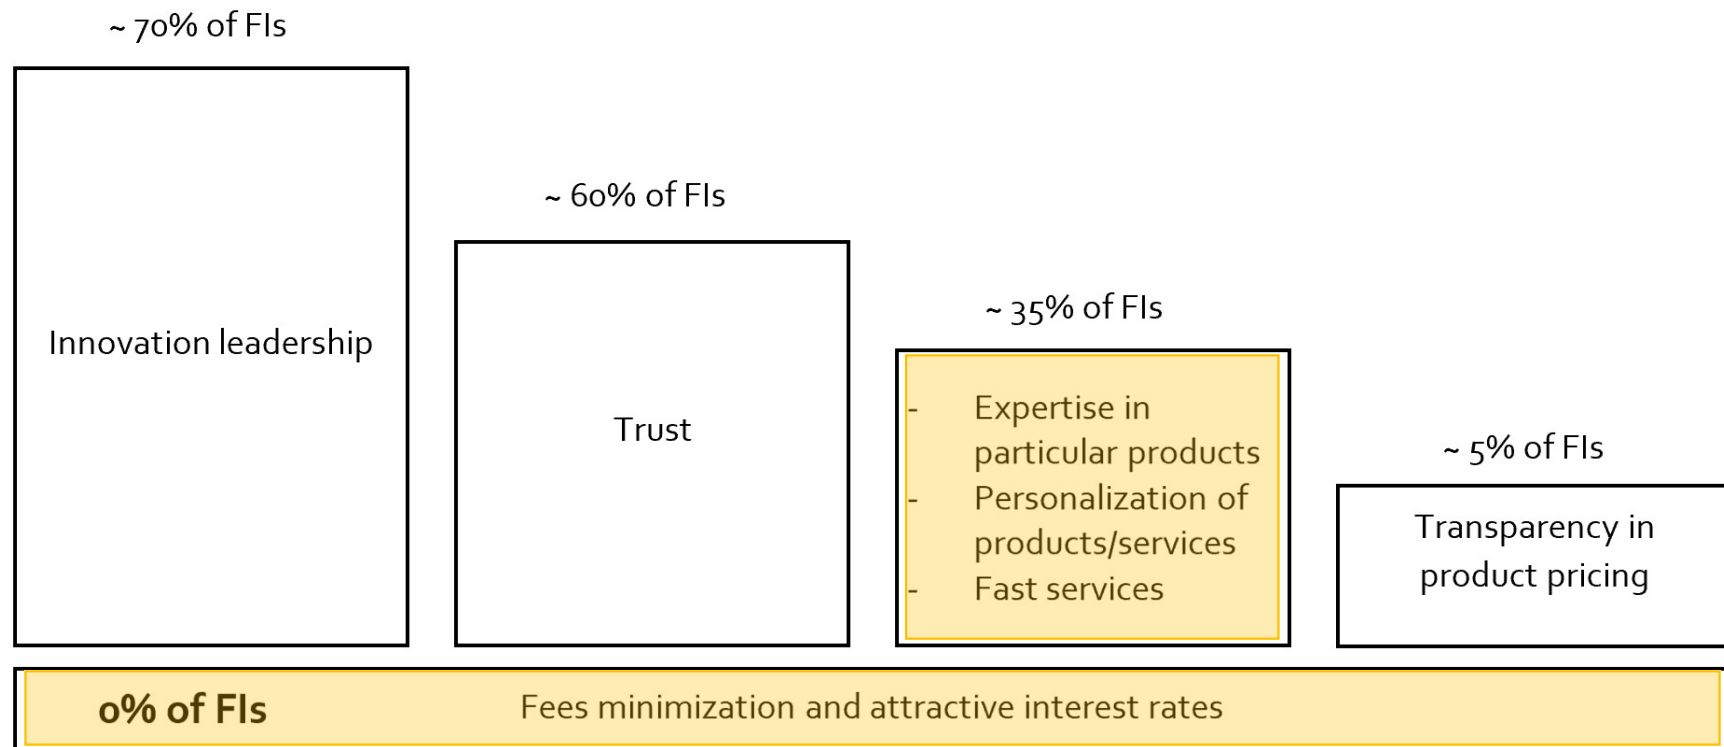 ~ 70% of FIs
Innovation leadership
~ 60% of FIs
Trust
~ 35% of FIs
- Expertise in
particular products
- Personalization of
products/services
- Fast services
~ 5% of FIs
Transparency in
product pricing
0% of FIs Fees minimization and attractive interest rates